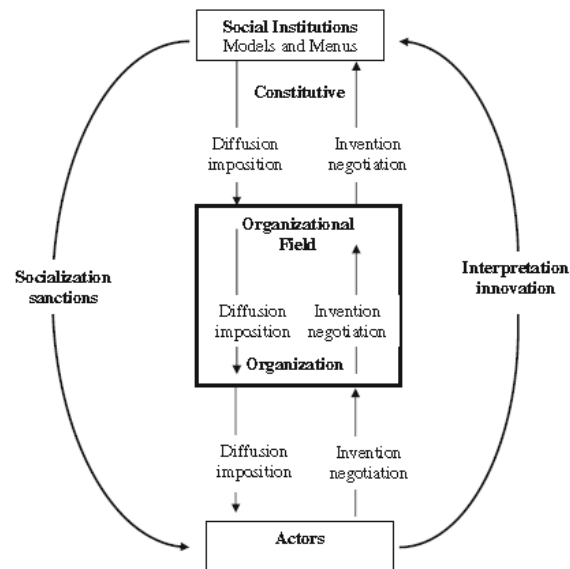 Social Institutions
Models and Menus
Constitutive
Diffusion
imposition
Invention
negotiation
Organizational
Field
Socialization
sanctions
Interpretation
innovation
Diffusion
imposition
Invention
negotiation
Organization
Diffusion
imposition
Invention
negotiation
Actors